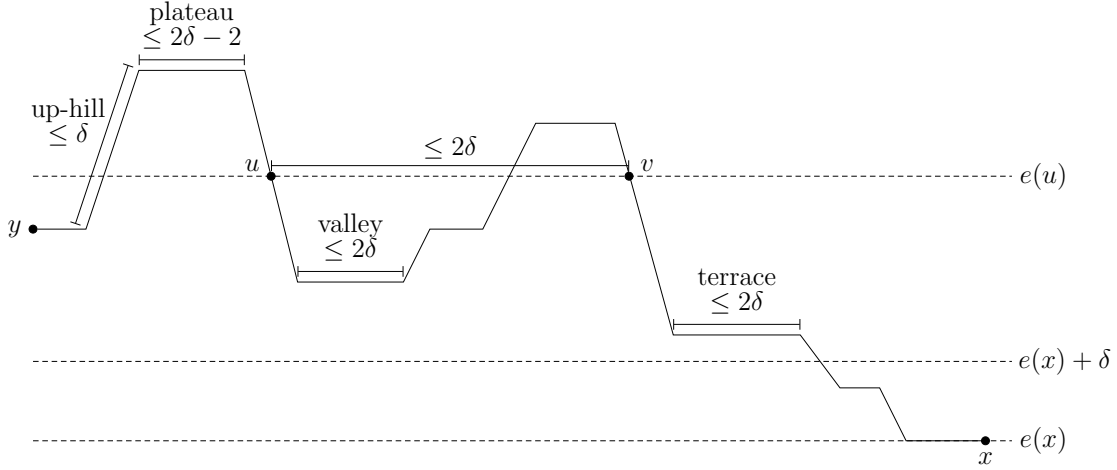 plateau
≤ 2δ − 2
up-hill
≤ δ
≤ 2δ
u
v
e(u)
y
valley
≤ 2δ
terrace
≤ 2δ
e(x) + δ
e(x)
x